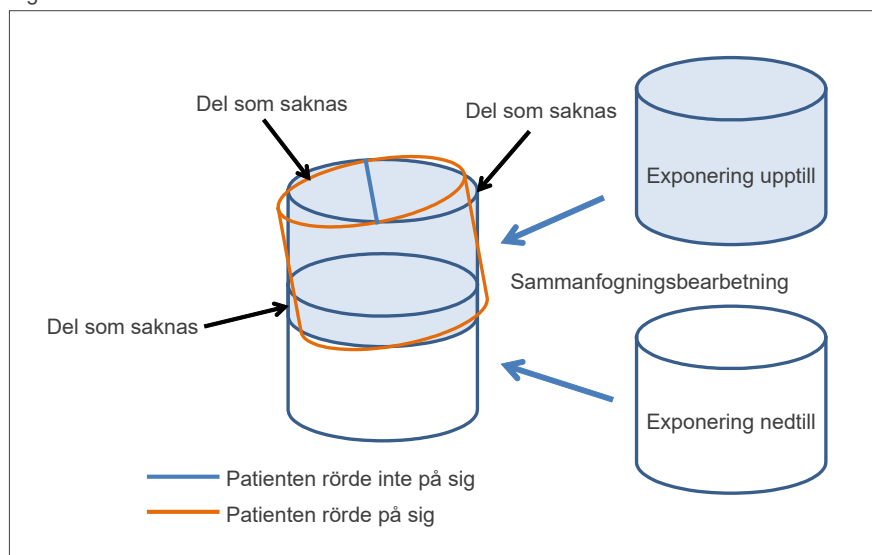 Del som saknas
Del som saknas
Exponering upptill
Sammanfogningsbearbetning
Del som saknas
Exponering nedtill
Patienten rörde inte på sig
Patienten rörde på sig